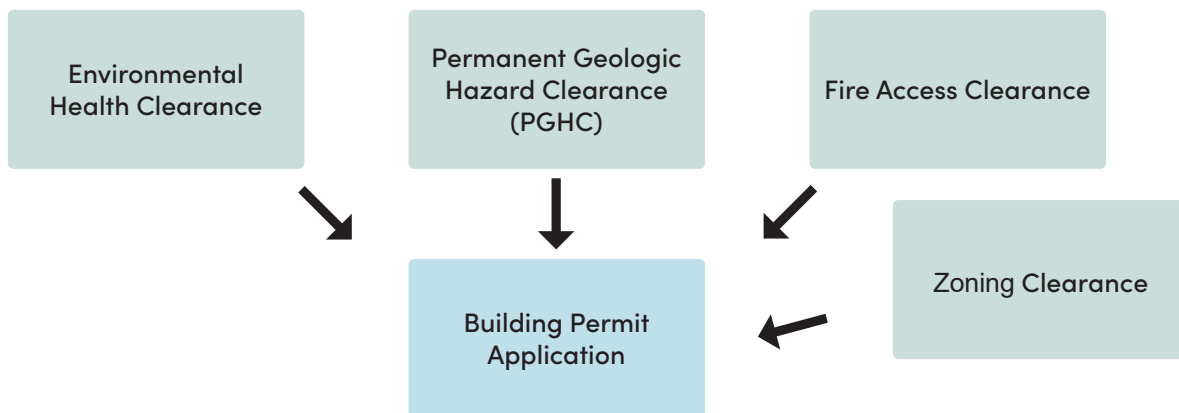 Environmental
Health Clearance
Permanent Geologic
Hazard Clearance
(PGHC)
Fire Access Clearance
Zoning Clearance
Building Permit
Application